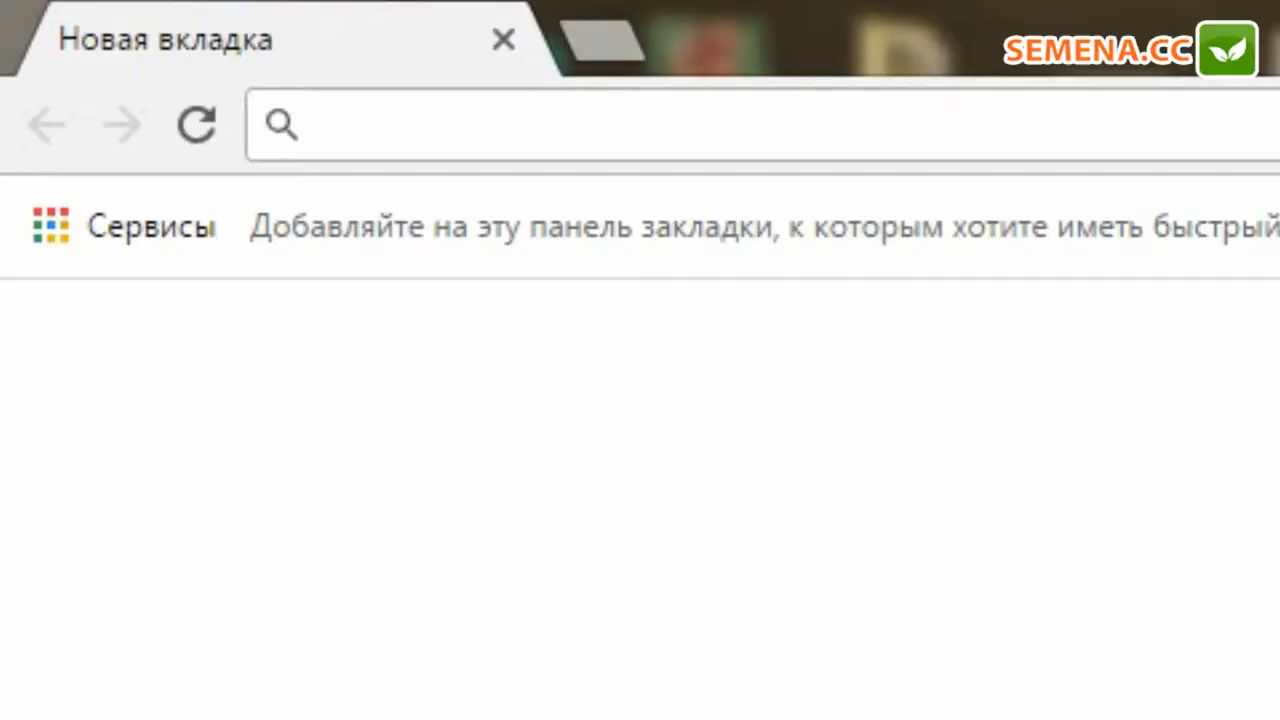 Новая вкладка
SEMENA.CC
Сервисы Добавляйте на эту панель закладки, к которым хотите иметь быстрый